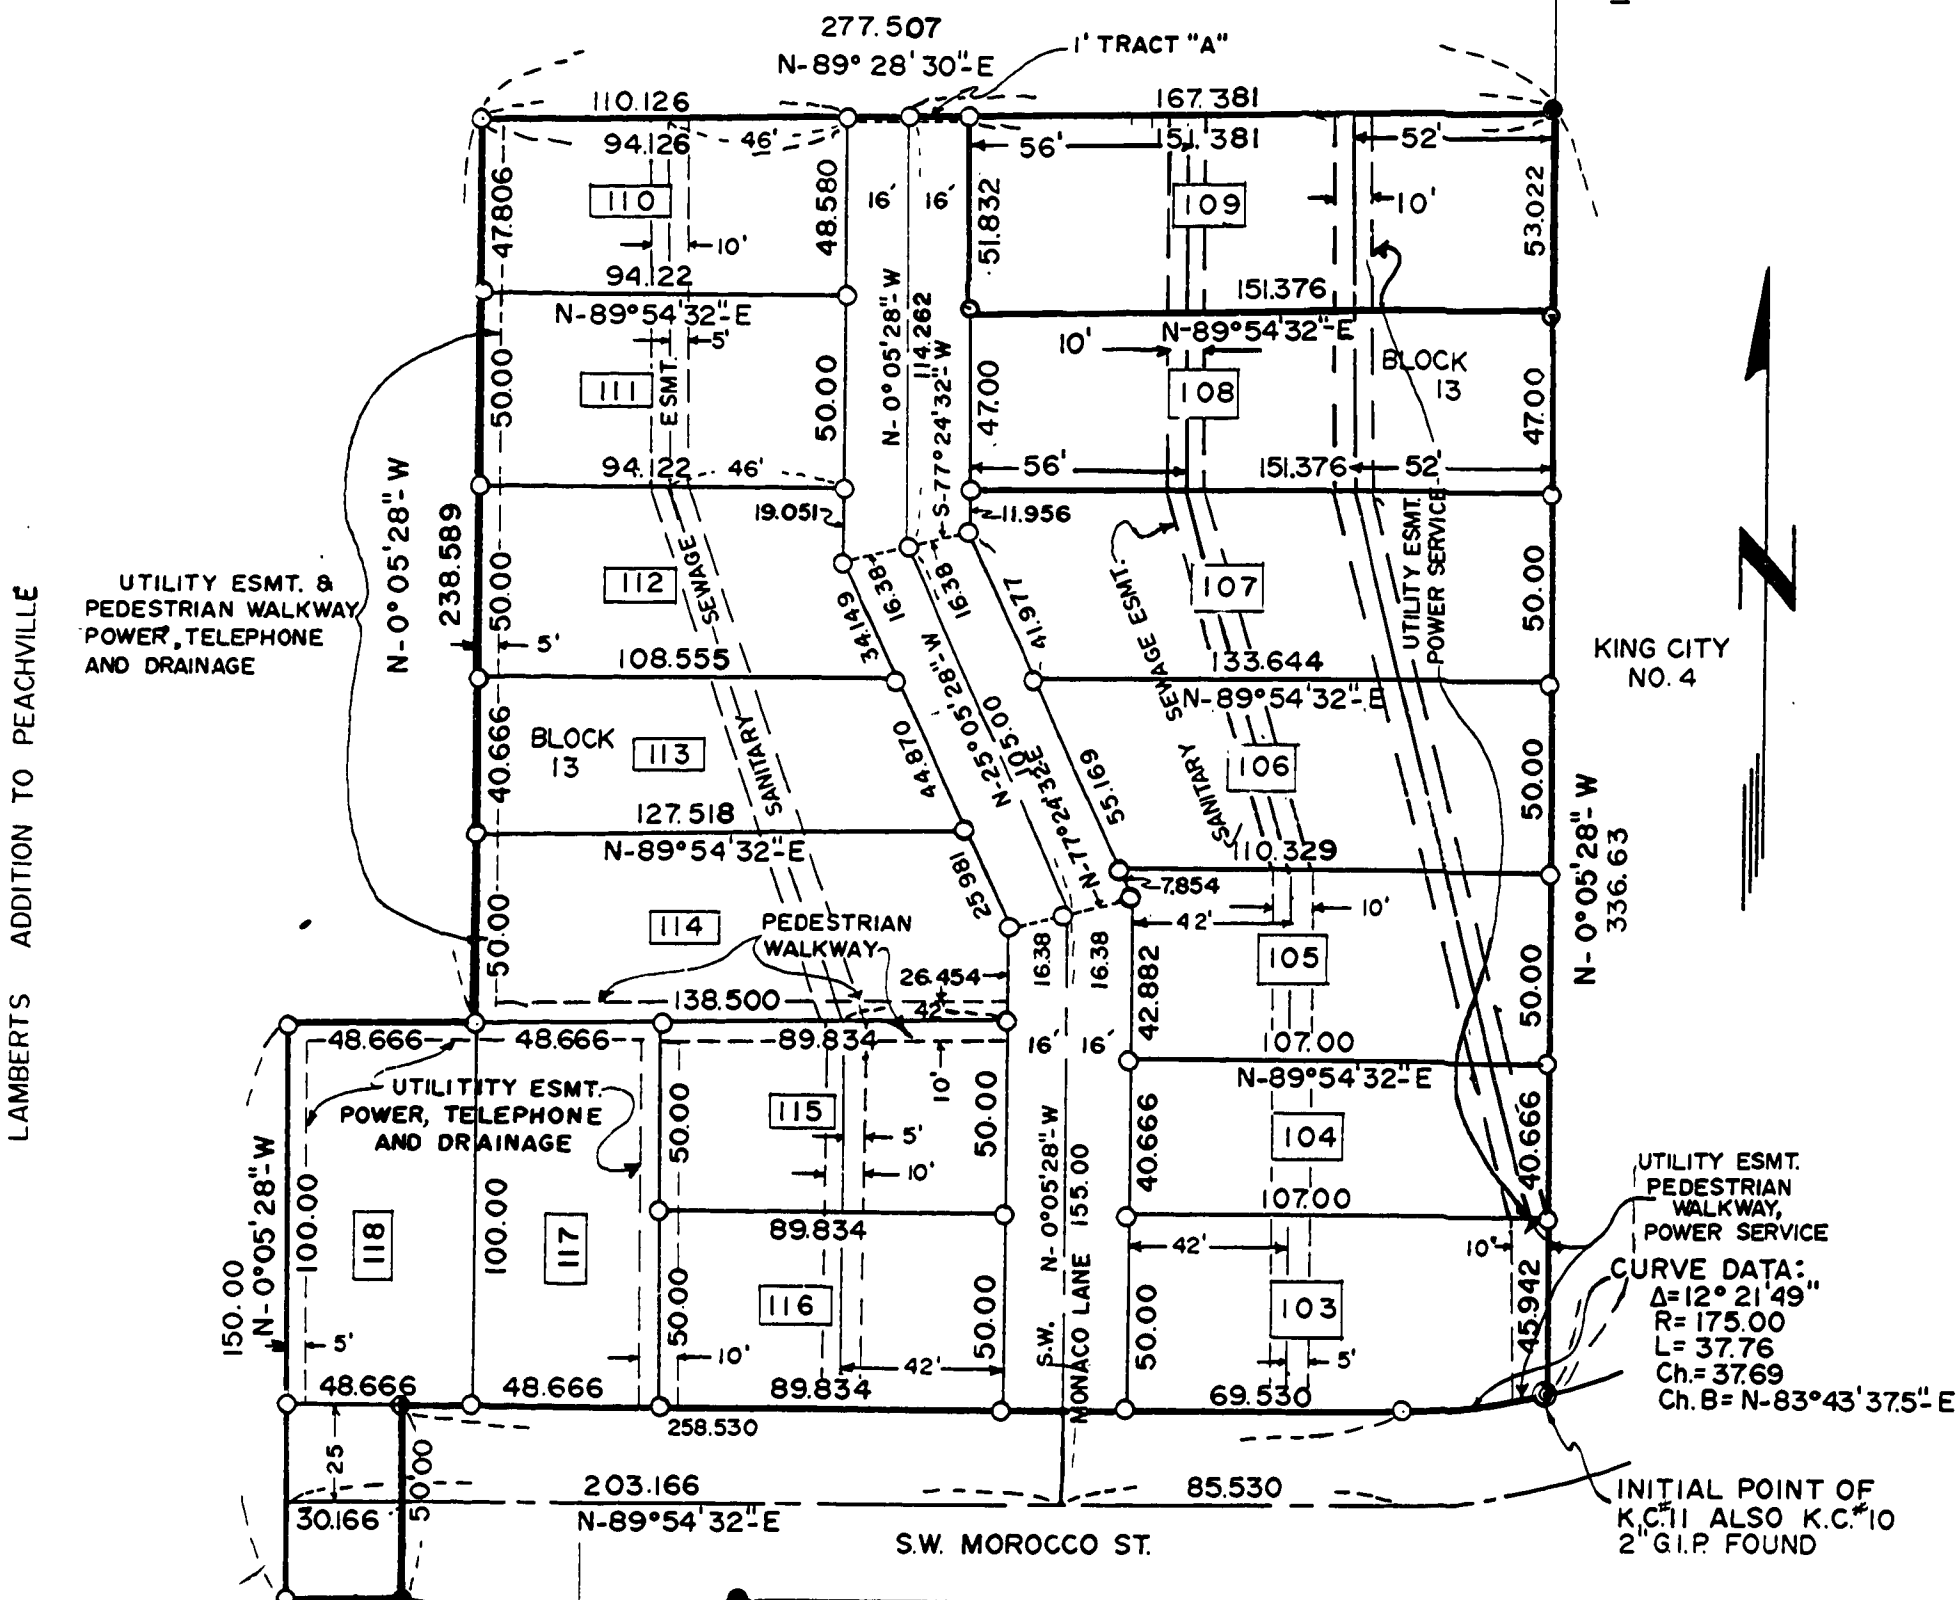 277.507
N-89° 28' 30"-E
1' TRACT "A"
110.126
167.381
94.126
46'
56'
151.381
52'
47.806
110
48.580
16'
16'
51.832
109
10'
53.022
10'
94.122
N-89°54'32"-E
151.376
N-89°54'32"-E
5'
10'
50.00
111
ESMT.
50.00
N-0°05'28"-W
114.262
S-77°24'32"-W
47.00
108
BLOCK
13
47.00
94.122
46'
56'
151.376
52'
19.051
11.956
N-0°05'28"-W
238.589
UTILITY ESMT. &
PEDESTRIAN WALKWAY
POWER, TELEPHONE
AND DRAINAGE
50.00
112
SEWAGE
34.149
16.38
16.38
41.977
SEWAGE ESMT.
107
UTILITY ESMT.
POWER SERVICE
50.00
KING CITY
NO. 4
5'
108.555
133.644
N-89°54'32"-E
LAMBERTS ADDITION TO PEACHVILLE
40.666
BLOCK
13
113
SANITARY
44.870
N-25°05'28"-W
105.00
N-77°24'32"-E
55.169
SANITARY
106
50.00
N-0°05'28"-W
336.63
127.518
N-89°54'32"-E
110.329
25.981
7.854
50.00
114
PEDESTRIAN
WALKWAY
42'
10'
26.454
16.38
16.38
42.882
105
50.00
138.500
42'
48.666
48.666
89.834
16'
16'
107.00
N-89°54'32"-E
UTILITITY ESMT.
POWER, TELEPHONE
AND DRAINAGE
50.00
115
10'
50.00
5'
10'
40.666
104
40.666
N-0°05'28"-W
150.00
100.00
118
100.00
117
89.834
107.00
UTILITY ESMT.
PEDESTRIAN
WALKWAY,
POWER SERVICE
42'
10'
50.00
116
50.00
S.W. MONACO LANE
N-0°05'28"-W 155.00
50.00
103
45.942
CURVE DATA:
Δ=12° 21'49"
R= 175.00
L= 37.76
Ch.= 37.69
Ch. B= N-83°43'37.5"-E
5'
10'
42'
5'
48.666
48.666
89.834
69.530
258.530
25
50.00
203.166
85.530
30.166
N-89°54'32"-E
S.W. MOROCCO ST.
INITIAL POINT OF
K.C.#11 ALSO K.C.#10
2" G.I.P. FOUND
N